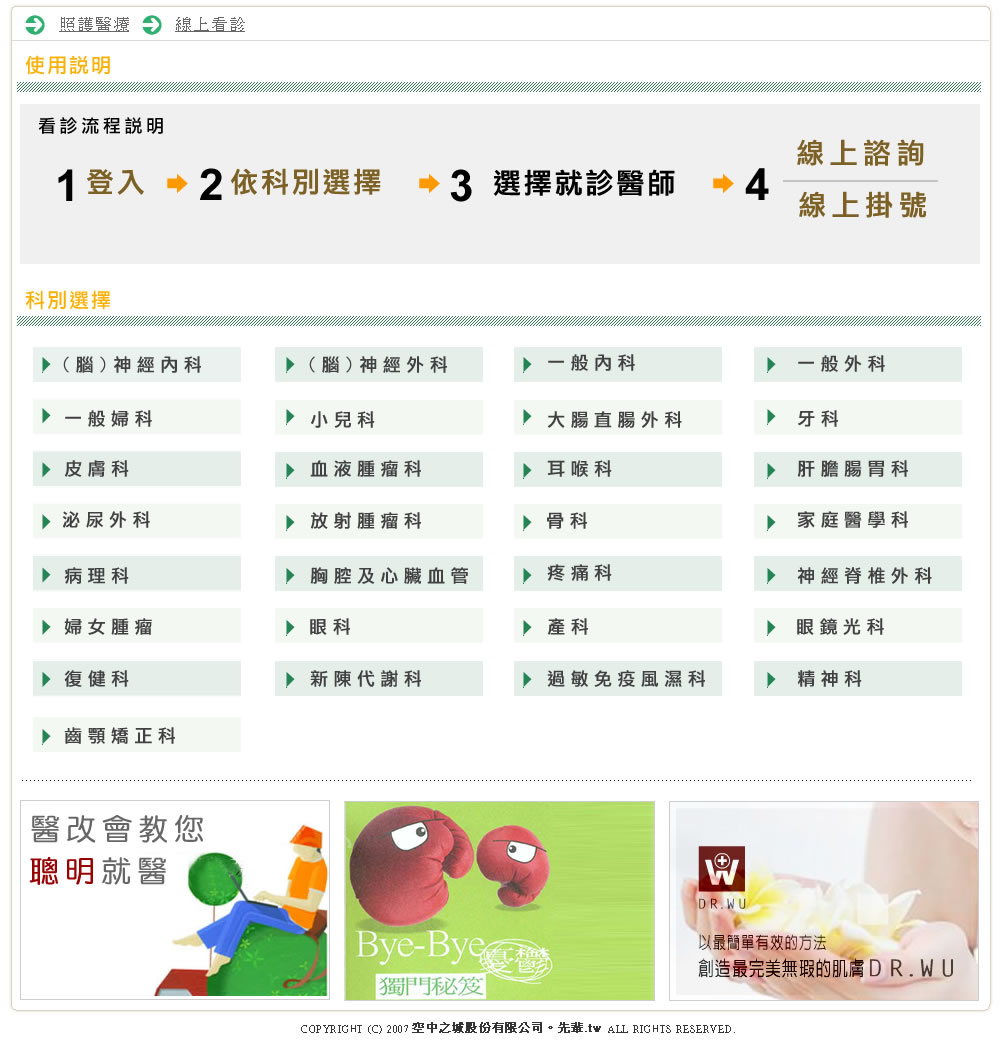 照護醫療 線上看診
使用説明
看診流程説明
1 登入 2 依科別選擇 3 選擇就診醫師 4 線上諮詢
線上掛號
科別選擇
(腦)神經內科 (腦)神經外科 一般內科 一般外科
一般婦科 小兒科 大腸直腸外科 牙科
皮膚科 血液腫瘤科 耳喉科 肝膽腸胃科
泌尿外科 放射腫瘤科 骨科 家庭醫學科
病理科 胸腔及心臟血管 疼痛科 神經脊椎外科
婦女腫瘤 眼科 產科 眼鏡光科
復健科 新陳代謝科 過敏免疫風濕科 精神科
齒顎矯正科
醫改會教您
聰明就醫
Bye-Bye憂鬱
獨門秘笈
W
DR.WU
以最簡單有效的方法
創造最完美無瑕的肌膚DR.WU
COPYRIGHT (C) 2007 空中之城股份有限公司。先輩.tw ALL RIGHTS RESERVED.